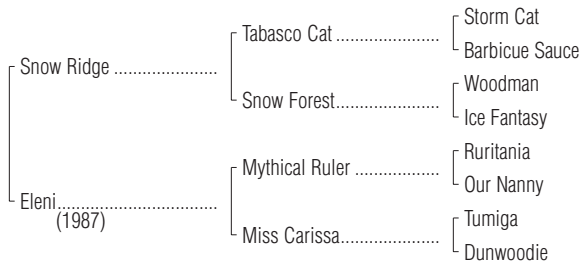 Storm Cat
Tabasco Cat ....................
Barbicue Sauce
Snow Ridge ....................
Woodman
Snow Forest....................
Ice Fantasy
Ruritania
Mythical Ruler ................
Our Nanny
Eleni...............................
(1987)
Tumiga
Miss Carissa...................
Dunwoodie